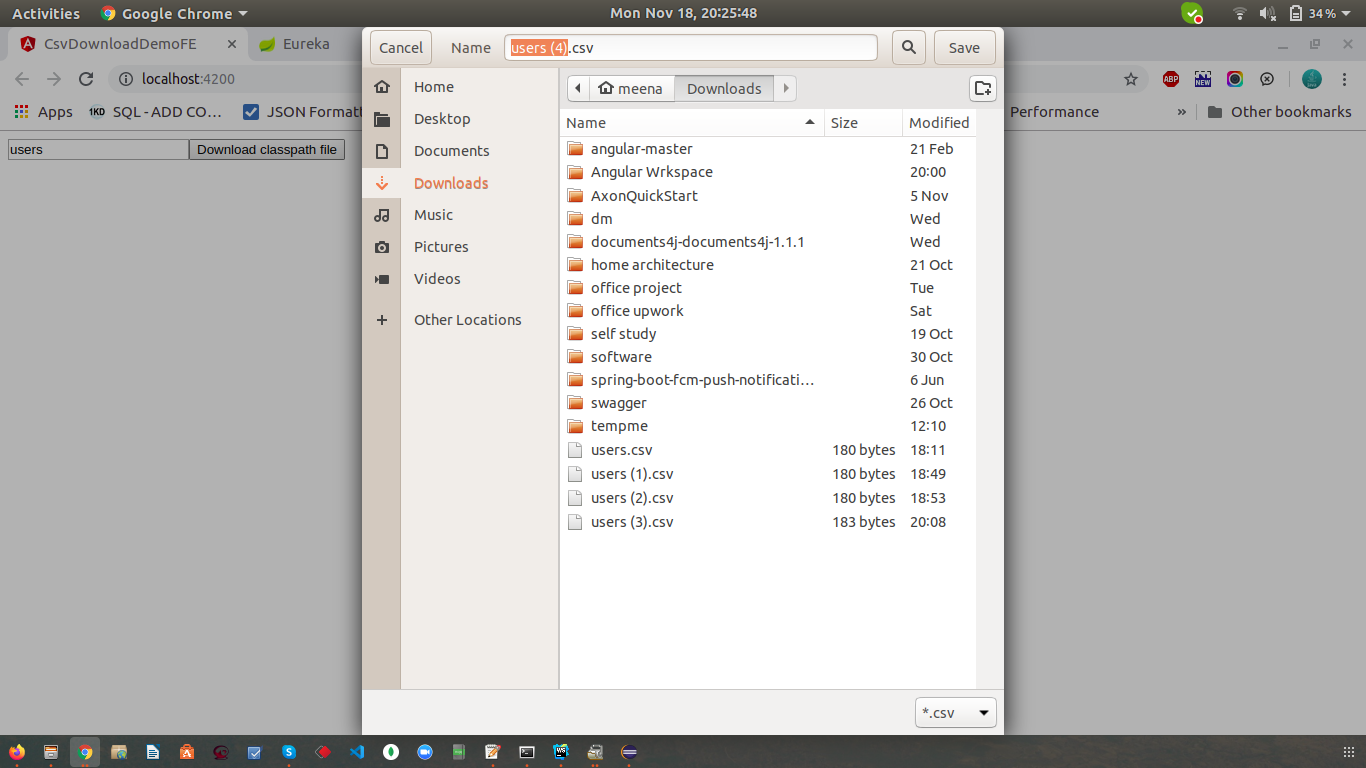 Activities Google Chrome Mon Nov 18, 20:25:48 34%
CsvDownloadDemoFE Eureka
localhost:4200 ABP NEW
Apps 1KD SQL - ADD CO… JSON Formatt Performance » Other bookmarks
users Download classpath file
Cancel Name users (4).csv Save
Home
Desktop
Documents
Downloads
Music
Pictures
Videos
Other Locations
meena Downloads
Name Size Modified
angular-master 21 Feb
Angular Wrkspace 20:00
AxonQuickStart 5 Nov
dm Wed
documents4j-documents4j-1.1.1 Wed
home architecture 21 Oct
office project Tue
office upwork Sat
self study 19 Oct
software 30 Oct
spring-boot-fcm-push-notificati… 6 Jun
swagger 26 Oct
tempme 12:10
users.csv 180 bytes 18:11
users (1).csv 180 bytes 18:49
users (2).csv 180 bytes 18:53
users (3).csv 183 bytes 20:08
*.csv